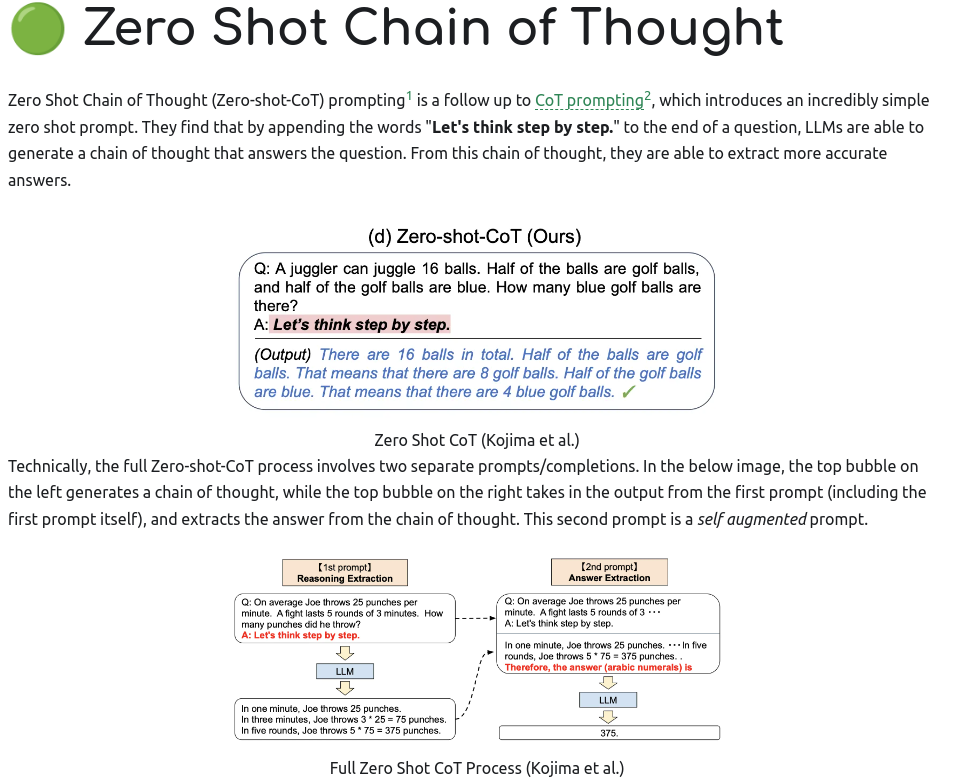 Zero Shot Chain of Thought
Zero Shot Chain of Thought (Zero-shot-CoT) prompting1 is a follow up to CoT prompting2, which introduces an incredibly simple
zero shot prompt. They find that by appending the words "Let's think step by step." to the end of a question, LLMs are able to
generate a chain of thought that answers the question. From this chain of thought, they are able to extract more accurate
answers.
(d) Zero-shot-CoT (Ours)
Q: A juggler can juggle 16 balls. Half of the balls are golf balls,
and half of the golf balls are blue. How many blue golf balls are
there?
A: Let's think step by step.
(Output) There are 16 balls in total. Half of the balls are golf
balls. That means that there are 8 golf balls. Half of the golf balls
are blue. That means that there are 4 blue golf balls. ✓
Zero Shot CoT (Kojima et al.)
Technically, the full Zero-shot-CoT process involves two separate prompts/completions. In the below image, the top bubble on
the left generates a chain of thought, while the top bubble on the right takes in the output from the first prompt (including the
first prompt itself), and extracts the answer from the chain of thought. This second prompt is a self augmented prompt.
【1st prompt】
Reasoning Extraction
Q: On average Joe throws 25 punches per
minute. A fight lasts 5 rounds of 3 minutes. How
many punches did he throw?
A: Let's think step by step.
LLM
In one minute, Joe throws 25 punches.
In three minutes, Joe throws 3 * 25 = 75 punches.
In five rounds, Joe throws 5 * 75 = 375 punches.
【2nd prompt】
Answer Extraction
Q: On average Joe throws 25 punches per
minute. A fight lasts 5 rounds of 3 ···
A: Let's think step by step.
In one minute, Joe throws 25 punches. ···In five
rounds, Joe throws 5 * 75 = 375 punches. .
Therefore, the answer (arabic numerals) is
LLM
375.
Full Zero Shot CoT Process (Kojima et al.)